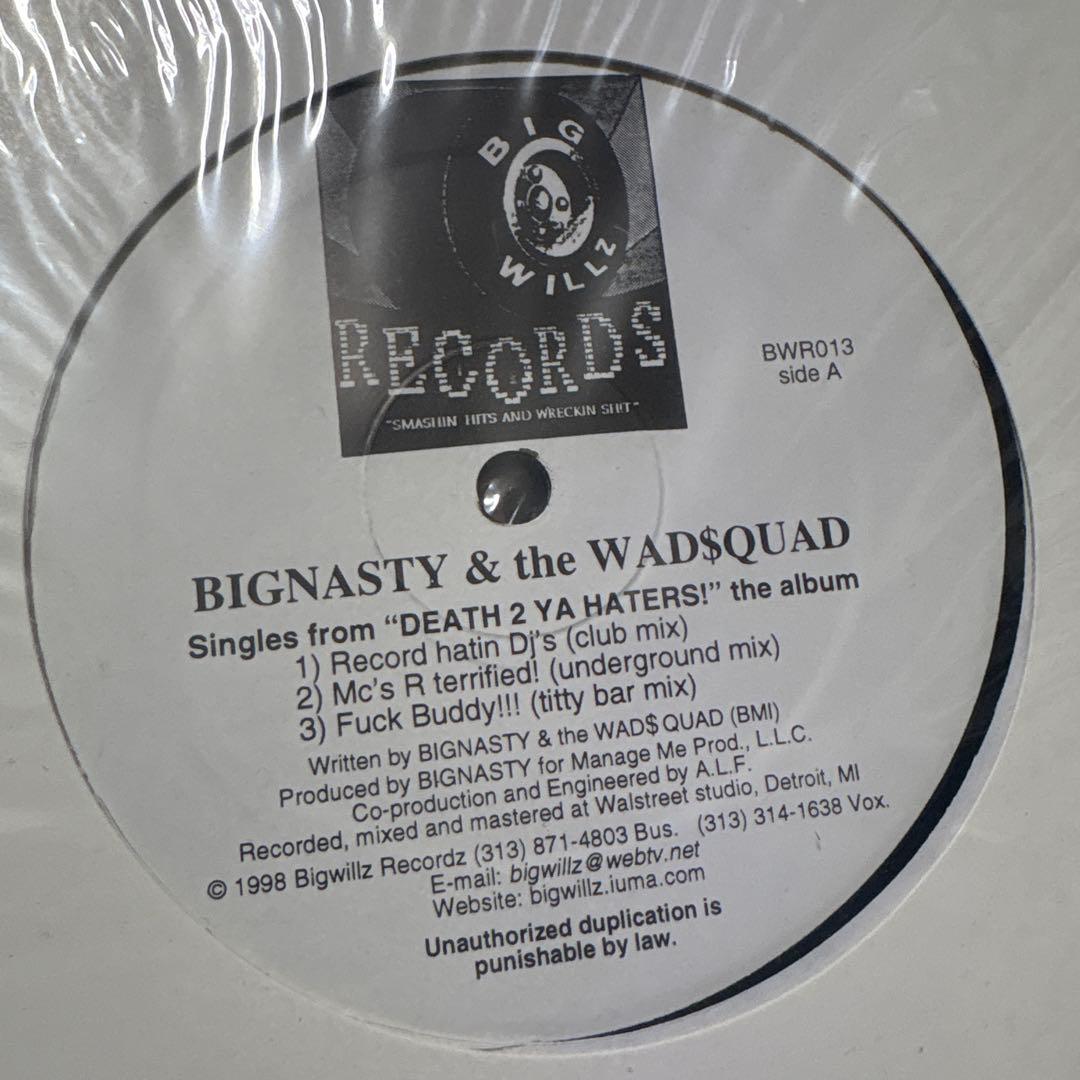 BIG
WILLZ
RECORDS
"SMASHIN HITS AND WRECKIN SHIT"
BWR013
side A
BIGNASTY & the WAD$QUAD
Singles from “DEATH 2 YA HATERS!” the album
1) Record hatin Dj's (club mix)
2) Mc's R terrified! (underground mix)
3) Fuck Buddy!!! (titty bar mix)
Written by BIGNASTY & the WAD$ QUAD (BMI)
Produced by BIGNASTY for Manage Me Prod., L.L.C.
Co-production and Engineered by A.L.F.
Recorded, mixed and mastered at Walstreet studio, Detroit, MI
© 1998 Bigwillz Recordz (313) 871-4803 Bus. (313) 314-1638 Vox.
E-mail: bigwillz@webtv.net
Website: bigwillz.iuma.com
Unauthorized duplication is
punishable by law.